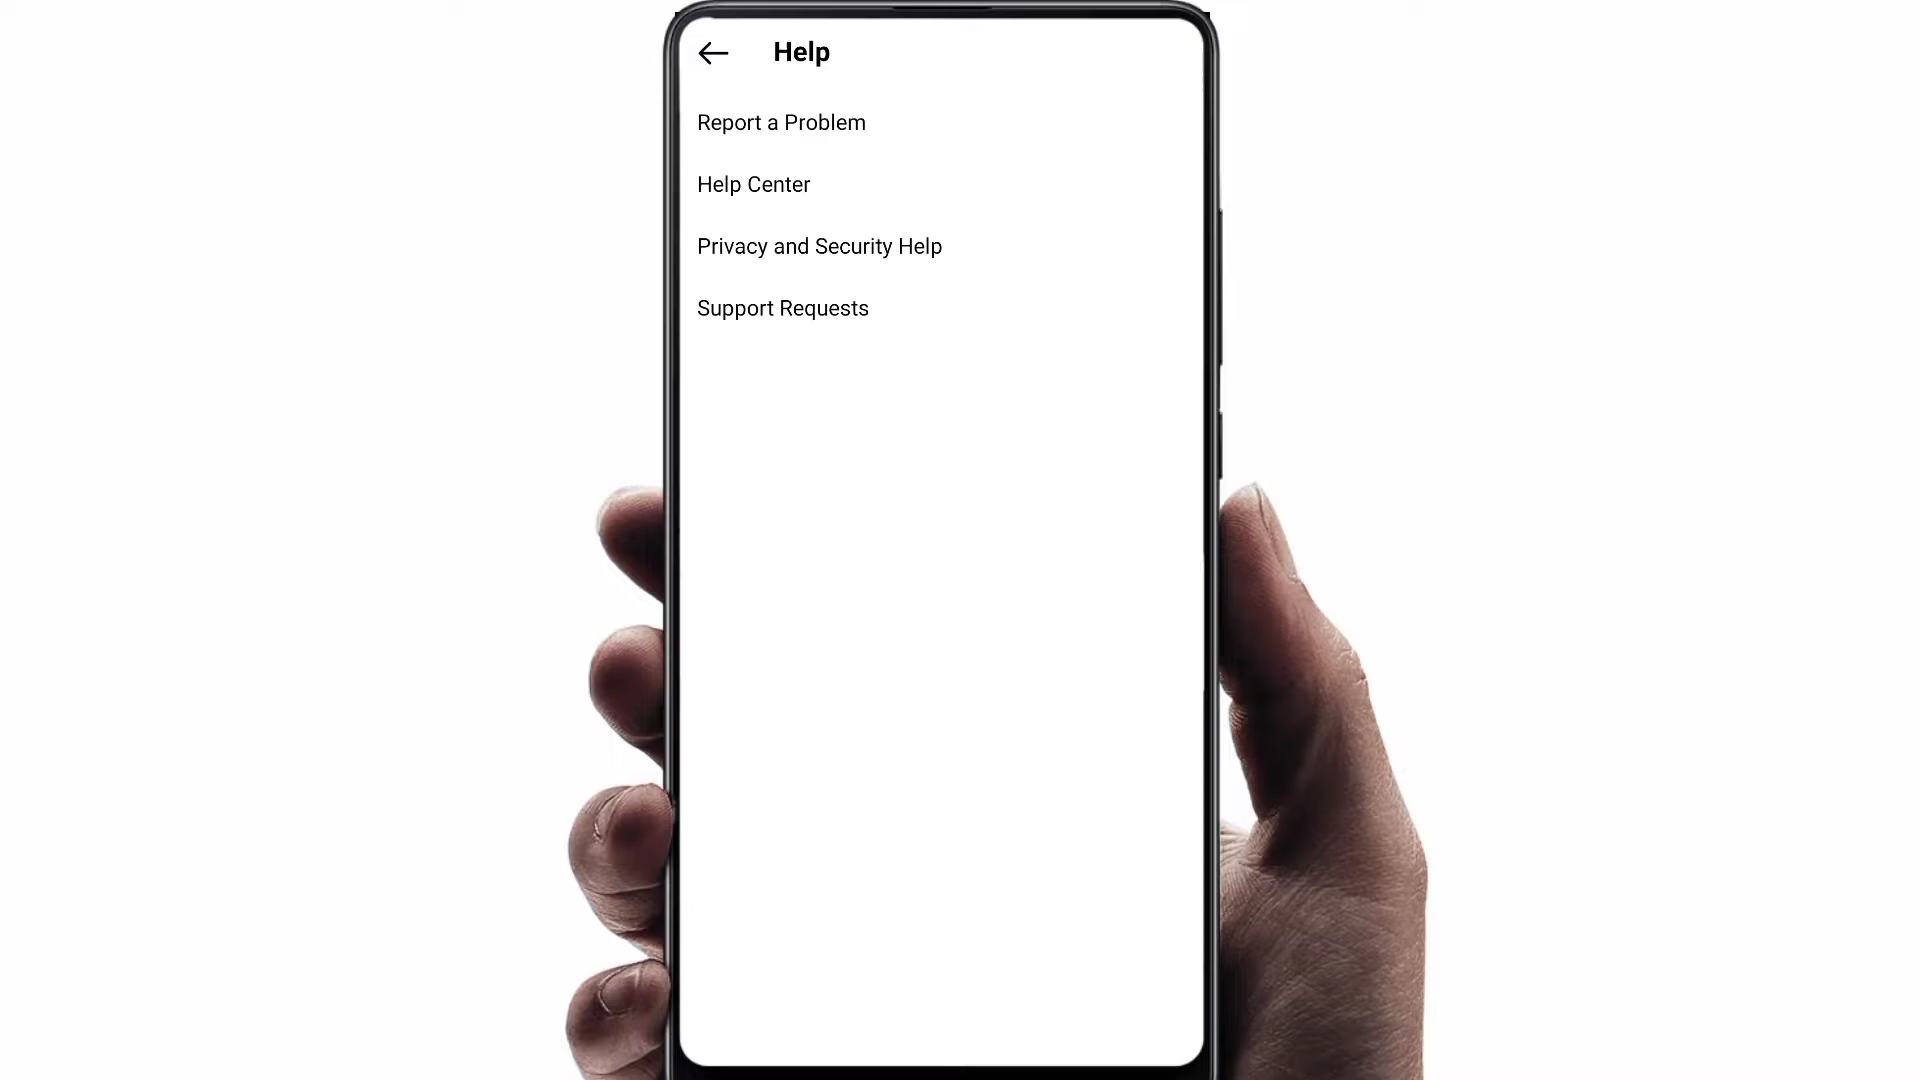 Help
Report a Problem
Help Center
Privacy and Security Help
Support Requests